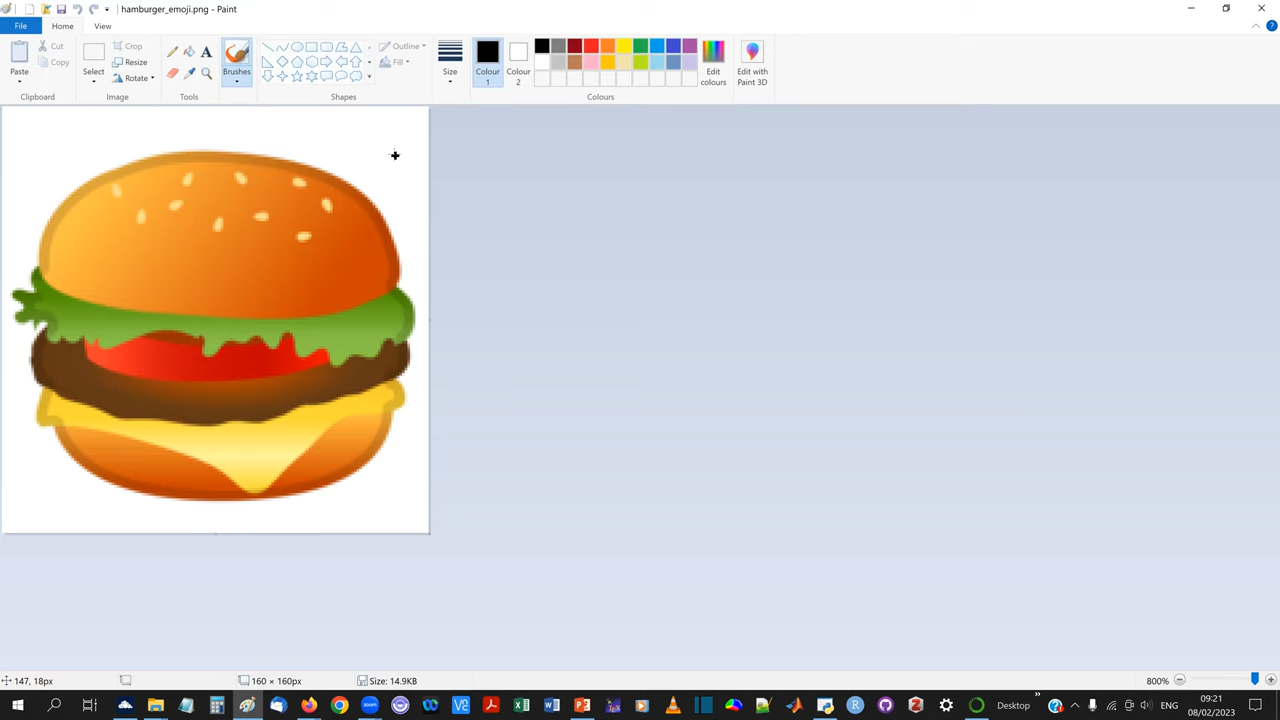 hamburger_emoji.png - Paint
File Home View
Paste Cut Copy
Clipboard
Select Crop Resize Rotate
Image
Tools
Brushes
Outline Fill
Shapes
Size
Colour 1 Colour 2
Edit colours
Colours
Edit with Paint 3D
147, 18px 160 × 160px Size: 14.9KB 800%
Desktop ENG 09:21
08/02/2023